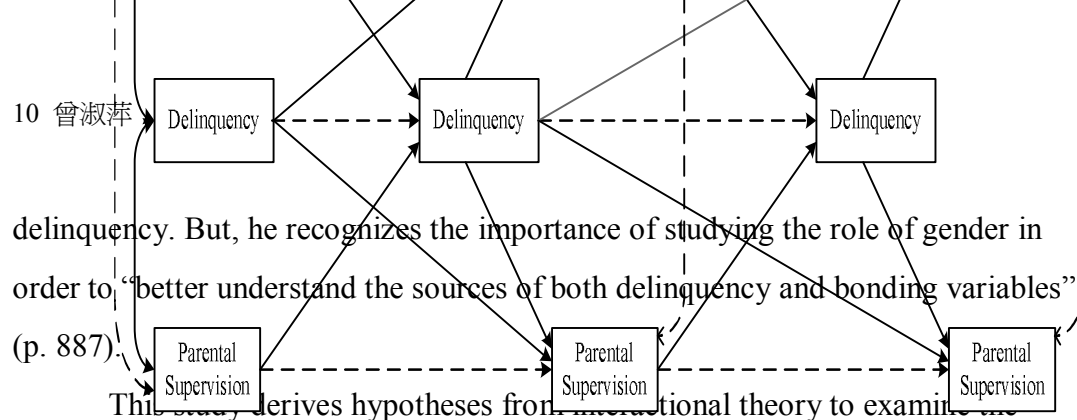 10 曾淑萍
Delinquency
Delinquency
Delinquency
delinquency. But, he recognizes the importance of studying the role of gender in
order to “better understand the sources of both delinquency and bonding variables”
(p. 887).
Parental
Supervision
Parental
Supervision
Parental
Supervision
This study derives hypotheses from interactional theory to examine the